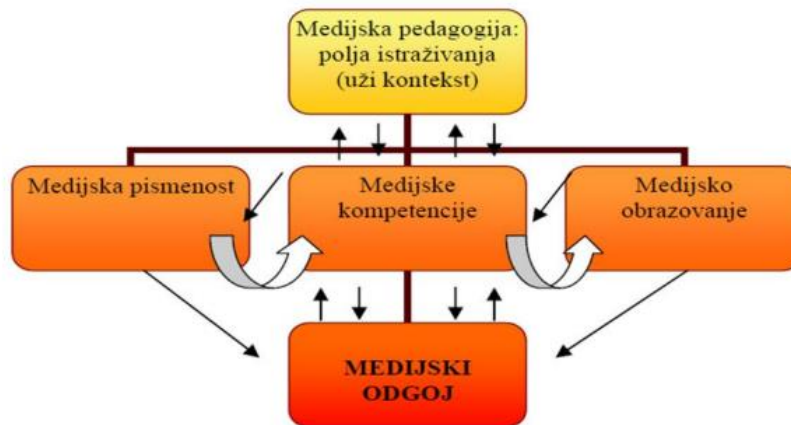 Medijska pedagogija:
polja istraživanja
(uži kontekst)
Medijska pismenost
Medijske
kompetencije
Medijsko
obrazovanje
MEDIJSKI
ODGOJ